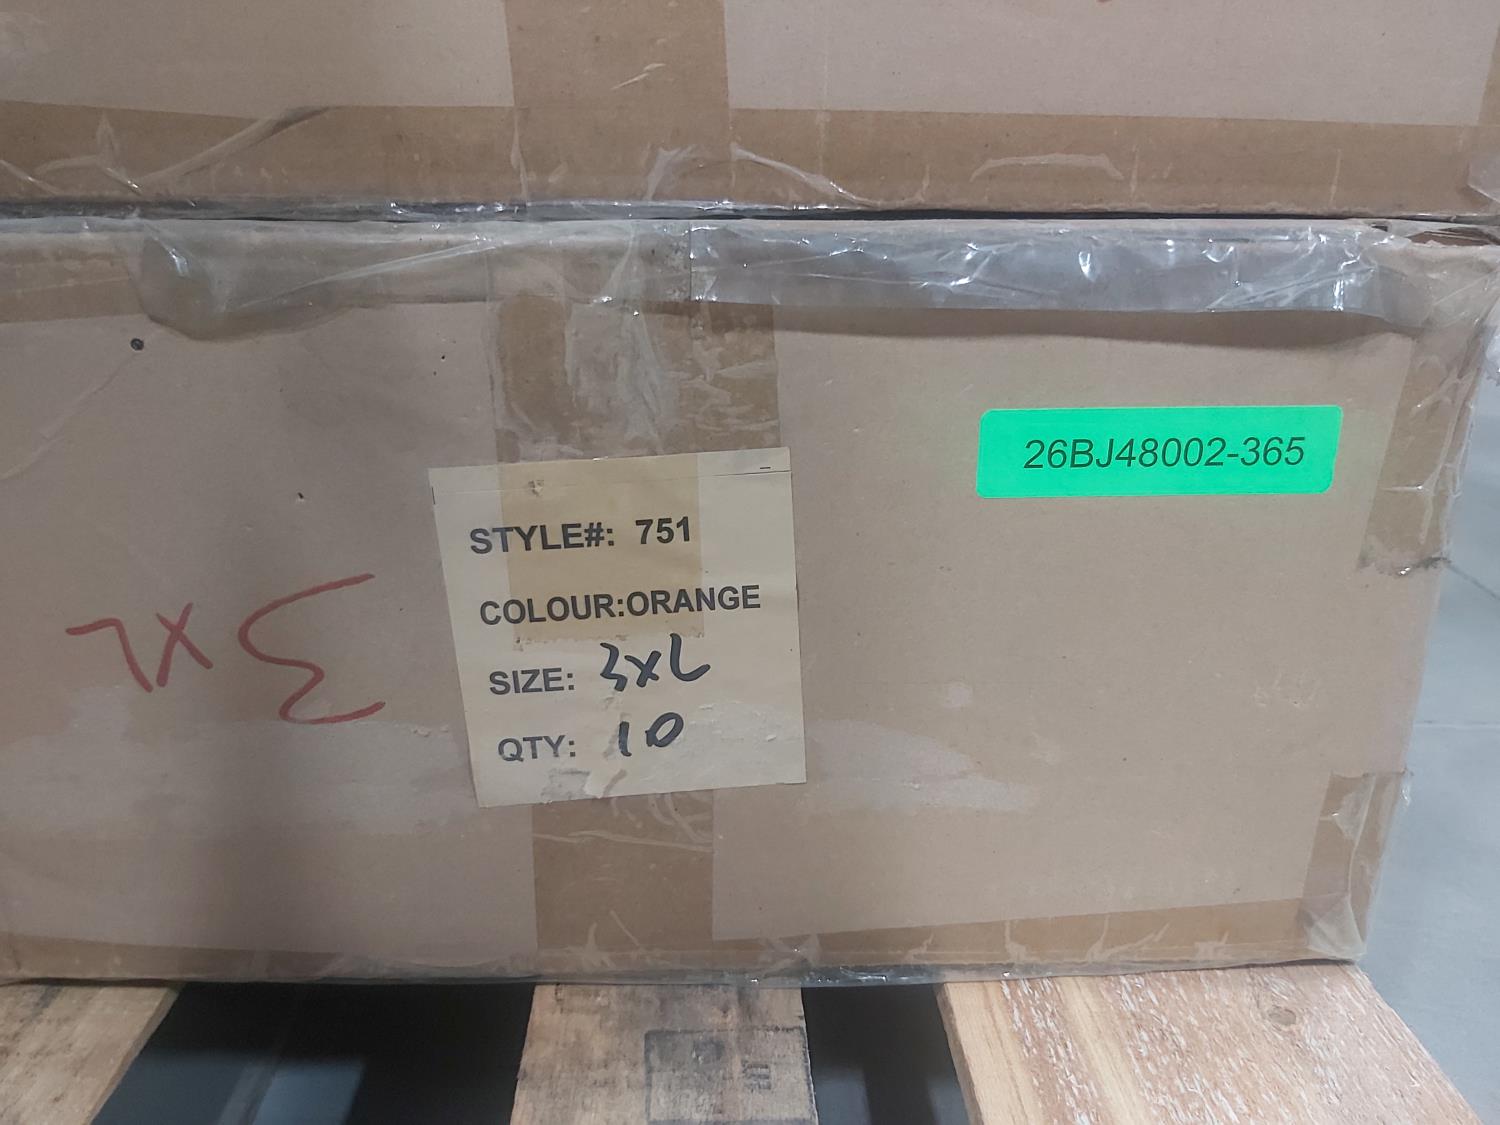 26BJ48002-365
STYLE#: 751
COLOUR:ORANGE
SIZE: 3XL
QTY: 10
3XL